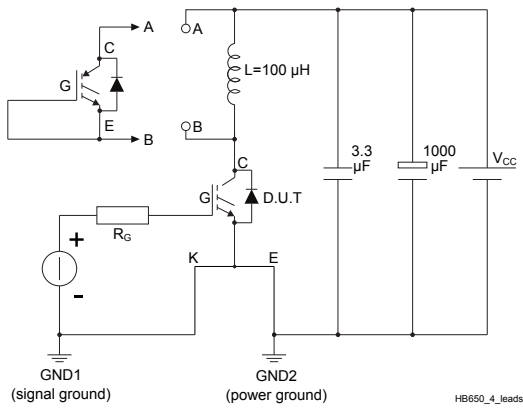 A
A
C
G
L=100 µH
E
B
B
C
3.3
µF
1000
µF
VCC
G
D.U.T
RG
+
K
E
-
GND1
(signal ground)
GND2
(power ground)
HB650_4_leads